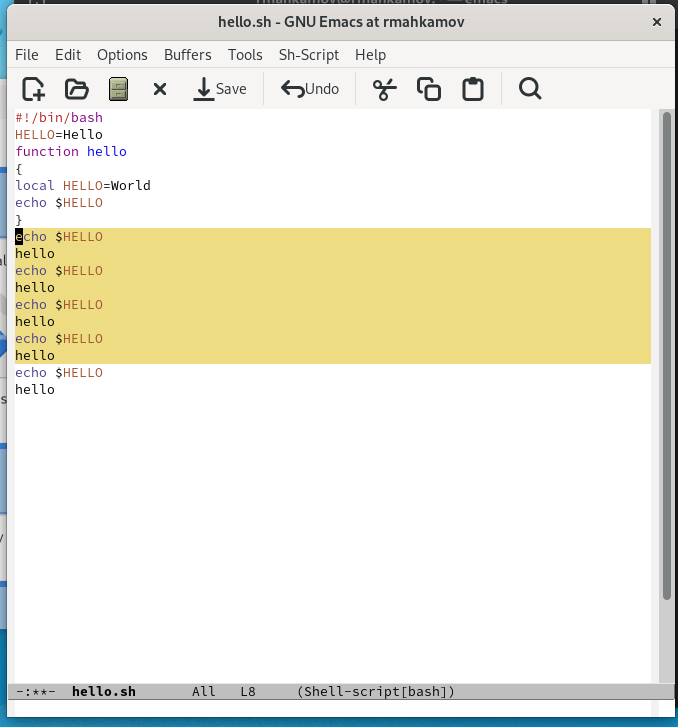 hello.sh - GNU Emacs at rmahkamov
File Edit Options Buffers Tools Sh-Script Help
Save Undo
#!/bin/bash
HELLO=Hello
function hello
{
local HELLO=World
echo $HELLO
}
echo $HELLO
hello
echo $HELLO
hello
echo $HELLO
hello
echo $HELLO
hello
echo $HELLO
hello
-:**- hello.sh All L8 (Shell-script[bash])